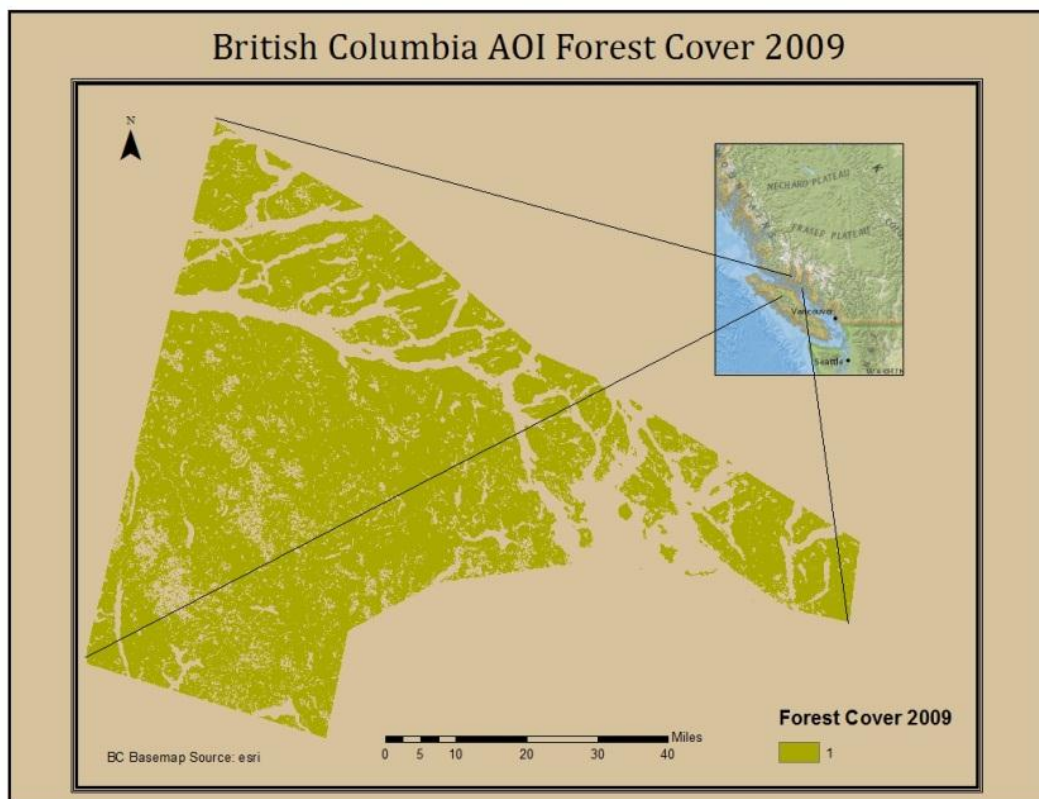 British Columbia AOI Forest Cover 2009
N
NECHARD PLATEAU
FRASER PLATEAU
Vancouver
Seattle
Forest Cover 2009
1
Miles
0 5 10 20 30 40
BC Basemap Source: esri